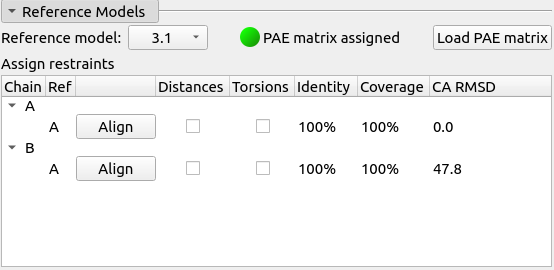 Reference Models
Reference model: 3.1 PAE matrix assigned Load PAE matrix
Assign restraints
Chain Ref Distances Torsions Identity Coverage CA RMSD
A
A Align 100% 100% 0.0
B
A Align 100% 100% 47.8